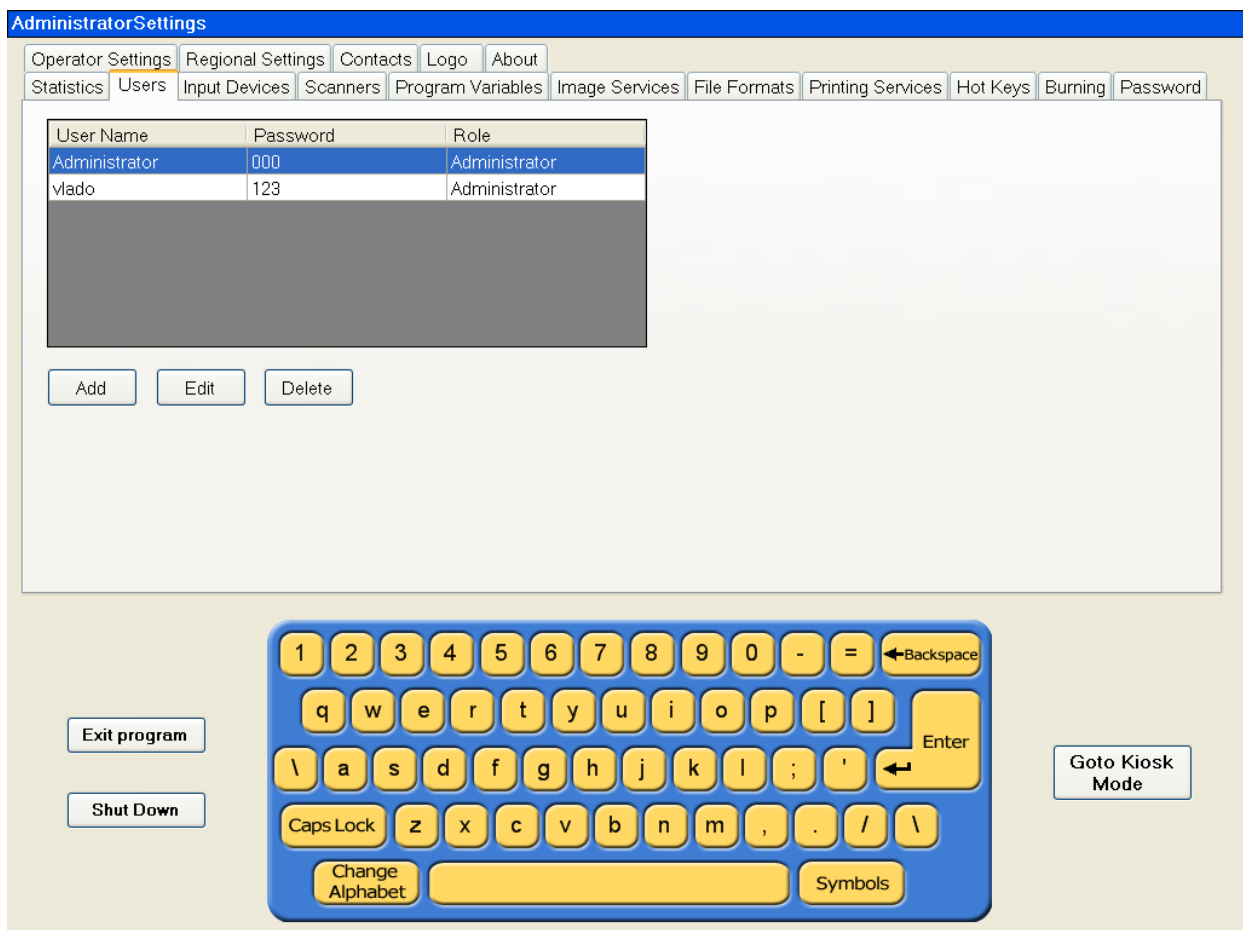 AdministratorSettings
Operator Settings Regional Settings Contacts Logo About
Statistics Users Input Devices Scanners Program Variables Image Services File Formats Printing Services Hot Keys Burning Password
User Name Password Role
Administrator 000 Administrator
vlado 123 Administrator
Add Edit Delete
1 2 3 4 5 6 7 8 9 0 - = Backspace
q w e r t y u i o p [ ]
Exit program
Enter
\ a s d f g h j k l ; '
Goto Kiosk
Mode
Shut Down
Caps Lock z x c v b n m , . / \
Change
Alphabet
Symbols